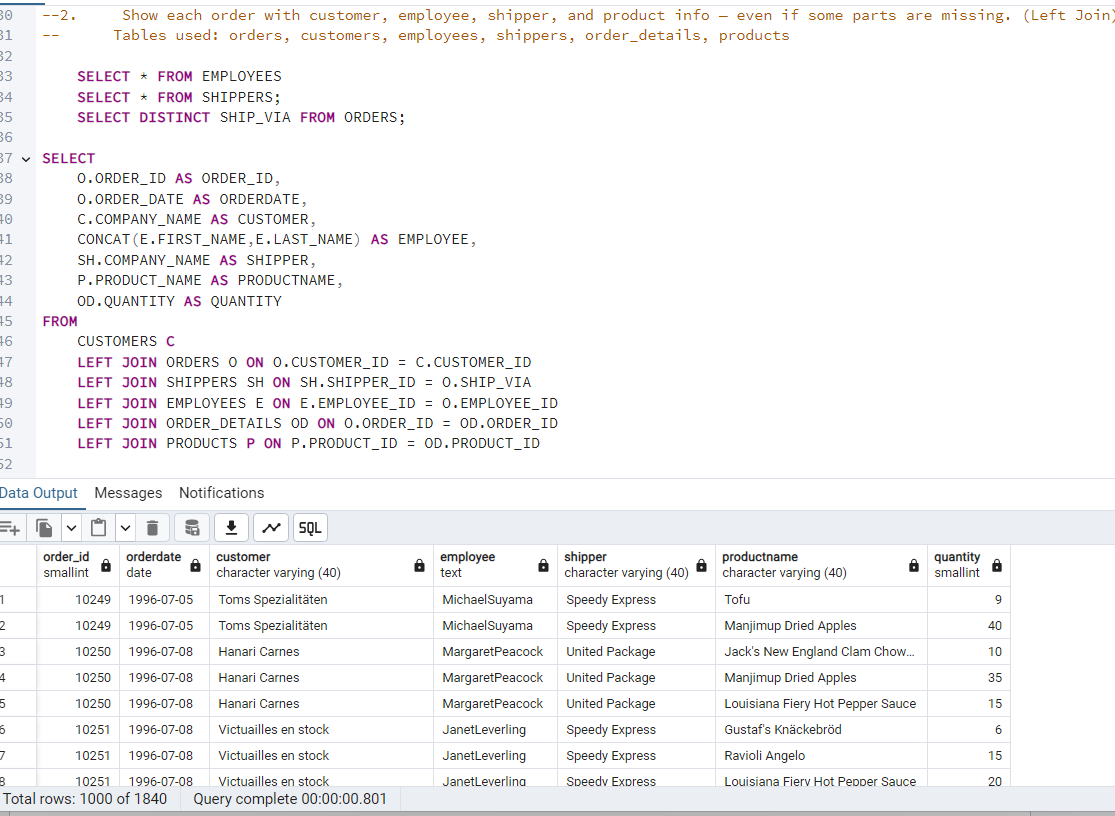 30 --2. Show each order with customer, employee, shipper, and product info — even if some parts are missing. (Left Join)
31 -- Tables used: orders, customers, employees, shippers, order_details, products
32
33 SELECT * FROM EMPLOYEES
34 SELECT * FROM SHIPPERS;
35 SELECT DISTINCT SHIP_VIA FROM ORDERS;
36
37 SELECT
38 O.ORDER_ID AS ORDER_ID,
39 O.ORDER_DATE AS ORDERDATE,
40 C.COMPANY_NAME AS CUSTOMER,
41 CONCAT(E.FIRST_NAME,E.LAST_NAME) AS EMPLOYEE,
42 SH.COMPANY_NAME AS SHIPPER,
43 P.PRODUCT_NAME AS PRODUCTNAME,
44 OD.QUANTITY AS QUANTITY
45 FROM
46 CUSTOMERS C
47 LEFT JOIN ORDERS O ON O.CUSTOMER_ID = C.CUSTOMER_ID
48 LEFT JOIN SHIPPERS SH ON SH.SHIPPER_ID = O.SHIP_VIA
49 LEFT JOIN EMPLOYEES E ON E.EMPLOYEE_ID = O.EMPLOYEE_ID
50 LEFT JOIN ORDER_DETAILS OD ON O.ORDER_ID = OD.ORDER_ID
51 LEFT JOIN PRODUCTS P ON P.PRODUCT_ID = OD.PRODUCT_ID
52
Data Output Messages Notifications
SQL
order_id orderdate customer employee shipper productname quantity
smallint date character varying (40) text character varying (40) character varying (40) smallint
1 10249 1996-07-05 Toms Spezialitäten MichaelSuyama Speedy Express Tofu 9
2 10249 1996-07-05 Toms Spezialitäten MichaelSuyama Speedy Express Manjimup Dried Apples 40
3 10250 1996-07-08 Hanari Carnes MargaretPeacock United Package Jack's New England Clam Chow... 10
4 10250 1996-07-08 Hanari Carnes MargaretPeacock United Package Manjimup Dried Apples 35
5 10250 1996-07-08 Hanari Carnes MargaretPeacock United Package Louisiana Fiery Hot Pepper Sauce 15
6 10251 1996-07-08 Victuailles en stock JanetLeverling Speedy Express Gustaf's Knäckebröd 6
7 10251 1996-07-08 Victuailles en stock JanetLeverling Speedy Express Ravioli Angelo 15
8 10251 1996-07-08 Victuailles en stock JanetLeverling Speedy Express Louisiana Fiery Hot Pepper Sauce 20
Total rows: 1000 of 1840 Query complete 00:00:00.801